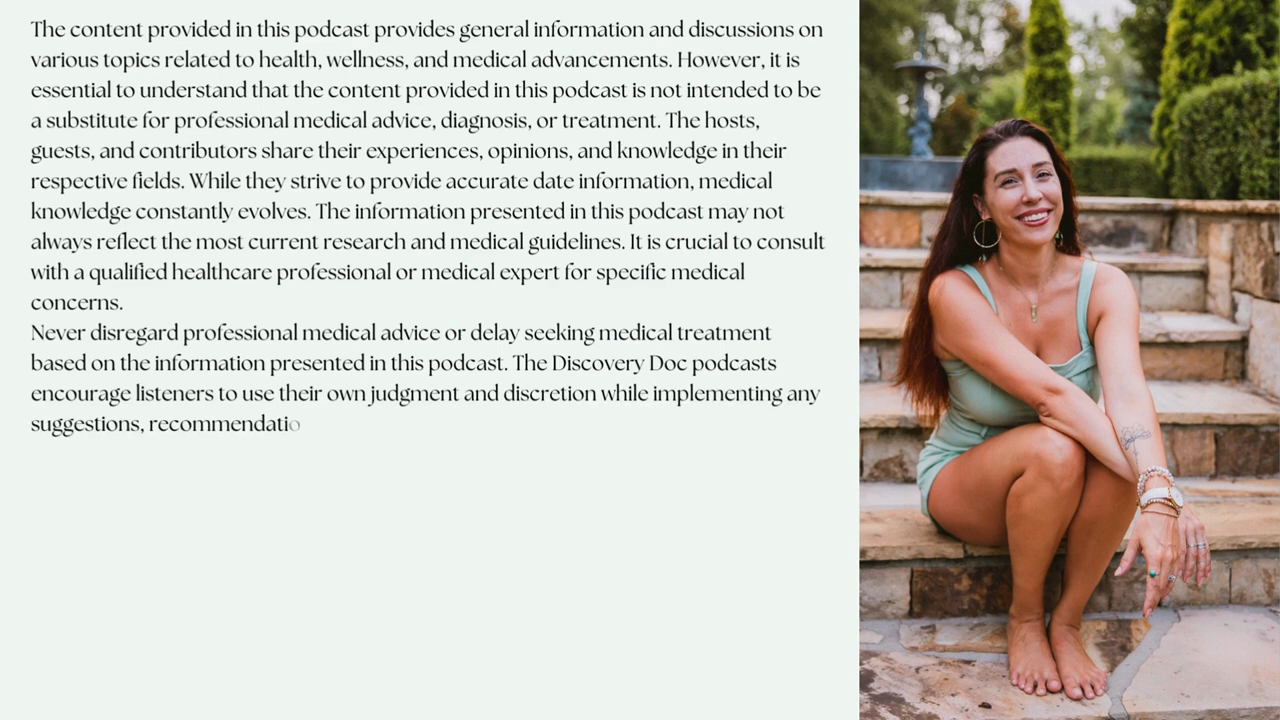 The content provided in this podcast provides general information and discussions on
various topics related to health, wellness, and medical advancements. However, it is
essential to understand that the content provided in this podcast is not intended to be
a substitute for professional medical advice, diagnosis, or treatment. The hosts,
guests, and contributors share their experiences, opinions, and knowledge in their
respective fields. While they strive to provide accurate date information, medical
knowledge constantly evolves. The information presented in this podcast may not
always reflect the most current research and medical guidelines. It is crucial to consult
with a qualified healthcare professional or medical expert for specific medical
concerns.
Never disregard professional medical advice or delay seeking medical treatment
based on the information presented in this podcast. The Discovery Doc podcasts
encourage listeners to use their own judgment and discretion while implementing any
suggestions, recommendatio